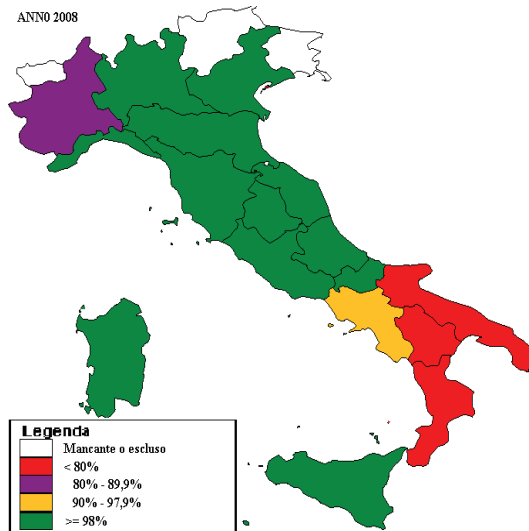 ANN0 2008
Legenda
Mancante o escluso
< 80%
80% - 89,9%
90% - 97,9%
>= 98%